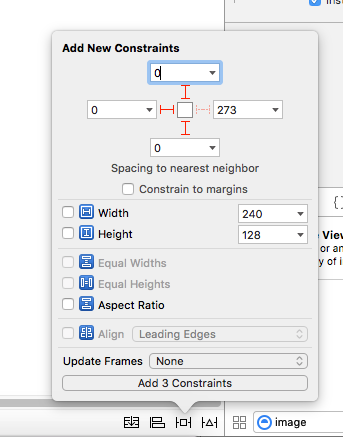 Inst
Add New Constraints
0
0
273
0
Spacing to nearest neighbor
Constrain to margins
Width 240
Height 128
Equal Widths
Equal Heights
Aspect Ratio
Align Leading Edges
Update Frames None
Add 3 Constraints
{}
e View
or an
y of i
image